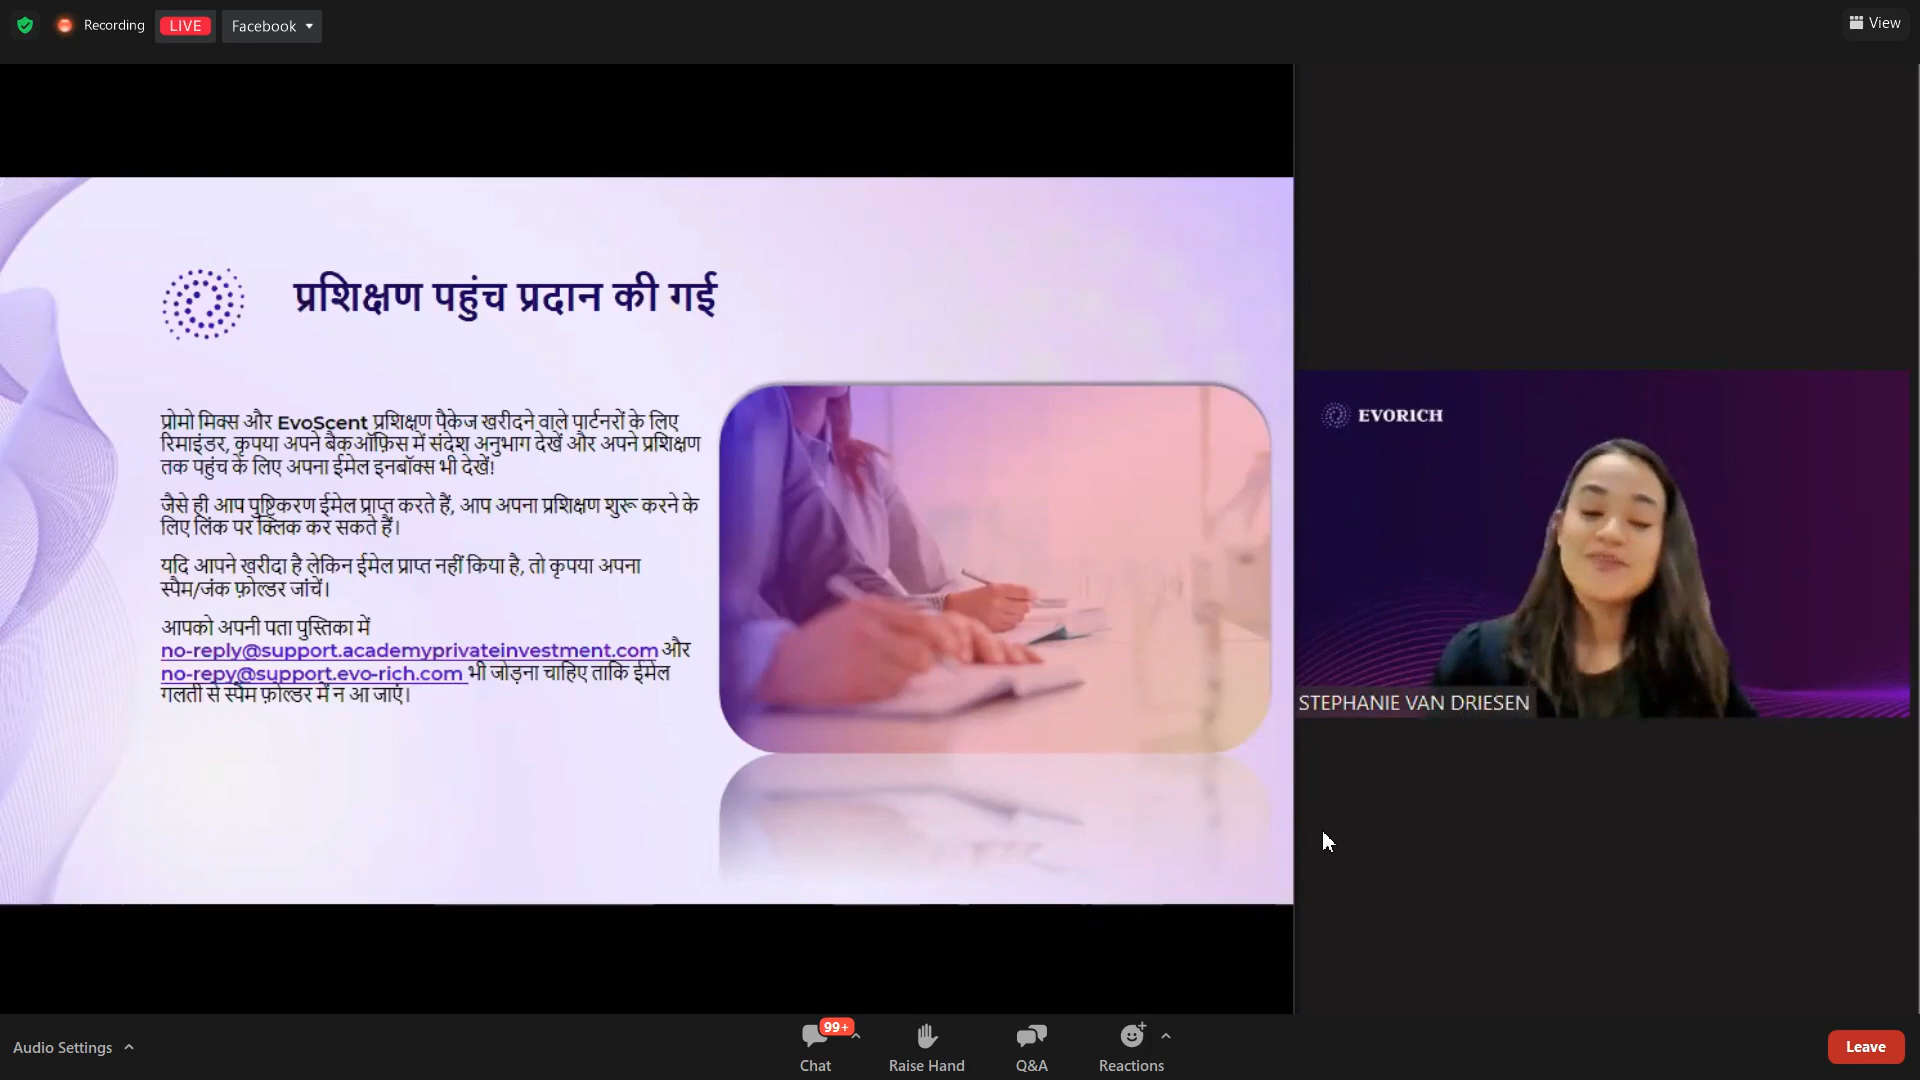 Recording LIVE Facebook
View
प्रशिक्षण पहुंच प्रदान की गई
प्रोमो मिक्स और EvoScent प्रशिक्षण पैकेज खरीदने वाले पार्टनरों के लिए
रिमाइंडर, कृपया अपने बैकऑफ़िस में संदेश अनुभाग देखें और अपने प्रशिक्षण
तक पहुंच के लिए अपना ईमेल इनबॉक्स भी देखें!
जैसे ही आप पुष्टिकरण ईमेल प्राप्त करते हैं, आप अपना प्रशिक्षण शुरू करने के
लिए लिंक पर क्लिक कर सकते हैं।
यदि आपने खरीदा है लेकिन ईमेल प्राप्त नहीं किया है, तो कृपया अपना
स्पैम/जंक फ़ोल्डर जांचें।
आपको अपनी पता पुस्तिका में
no-reply@support.academyprivateinvestment.com और
no-repy@support.evo-rich.com भी जोड़ना चाहिए ताकि ईमेल
गलती से स्पैम फ़ोल्डर में न आ जाएं।
EVORICH
STEPHANIE VAN DRIESEN
Audio Settings
99+
Chat
Raise Hand
Q&A
Reactions
Leave